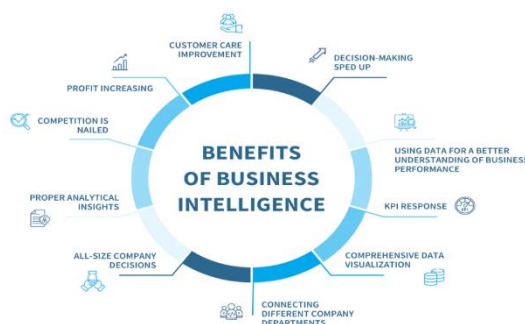 BENEFITS
OF BUSINESS
INTELLIGENCE
CUSTOMER CARE
IMPROVEMENT
DECISION-MAKING
SPED UP
USING DATA FOR A BETTER
UNDERSTANDING OF BUSINESS
PERFORMANCE
KPI RESPONSE
KPI
COMPREHENSIVE DATA
VISUALIZATION
CONNECTING
DIFFERENT COMPANY
DEPARTMENTS
ALL-SIZE COMPANY
DECISIONS
PROPER ANALYTICAL
INSIGHTS
COMPETITION IS
NAILED
PROFIT INCREASING